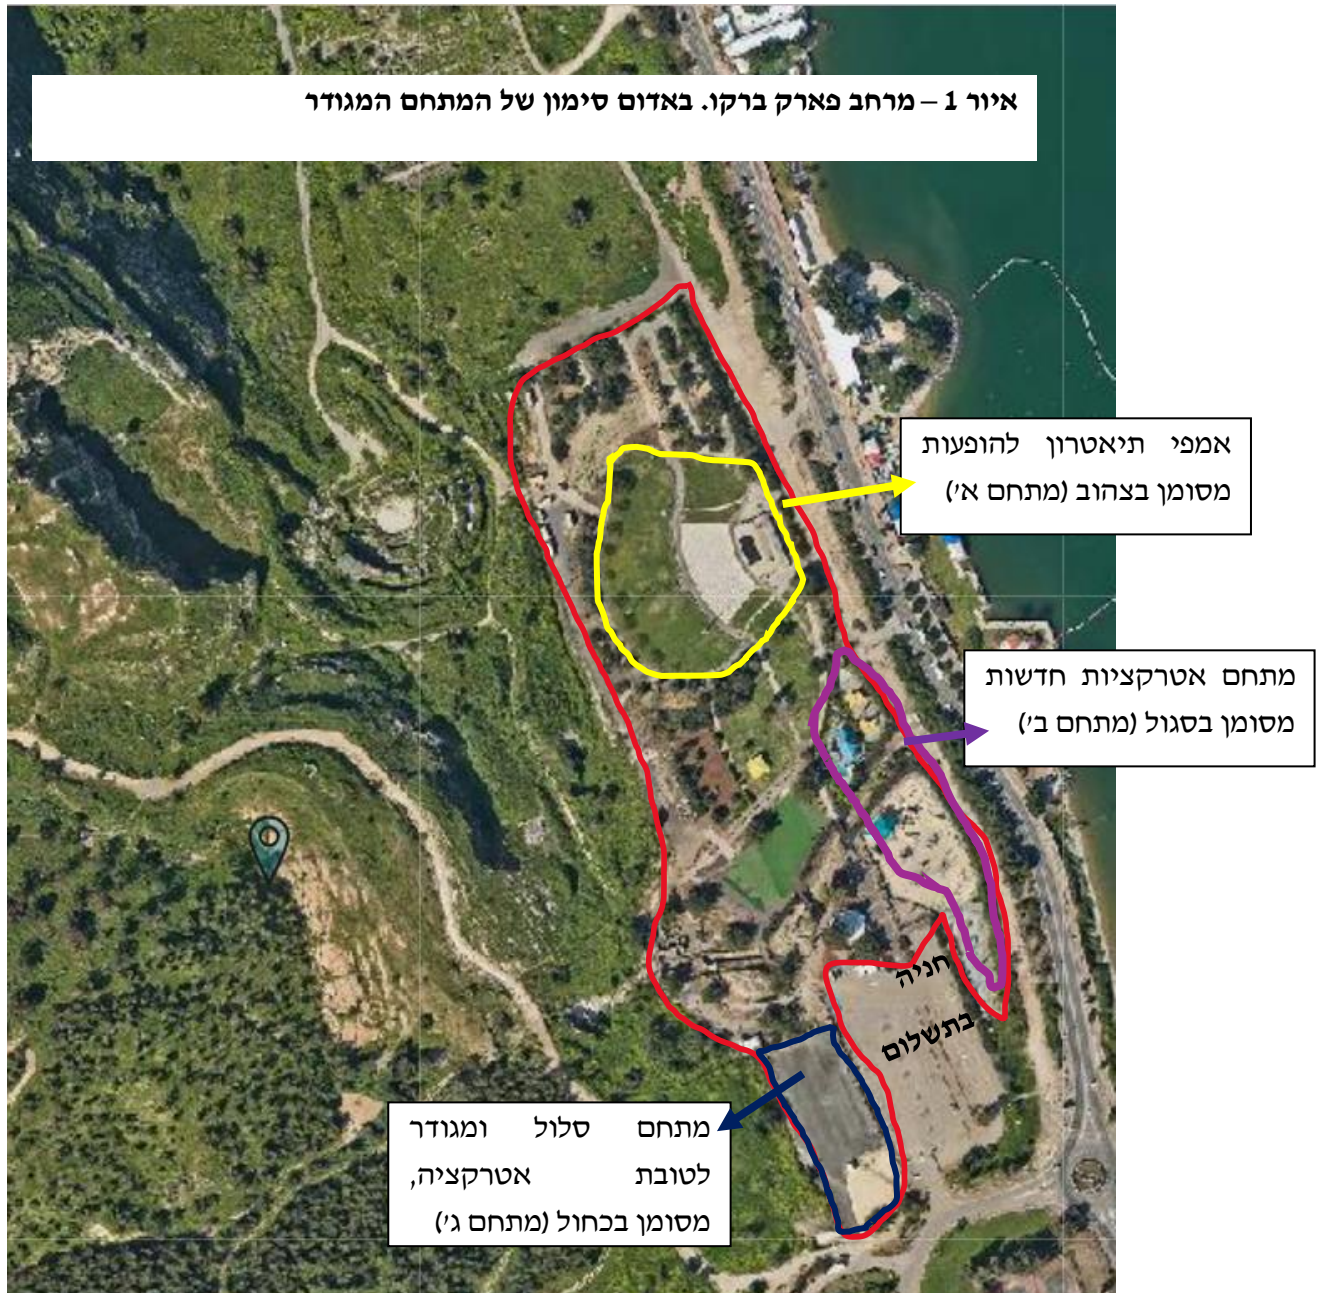 איור 1 – מרחב פארק ברקו. באדום סימון של המתחם המגודר
אמפי תיאטרון להופעות
מסומן בצהוב (מתחם א')
מתחם אטרקציות חדשות
מסומן בסגול (מתחם ב')
חניה
בתשלום
מתחם סלול ומגודר
לטובת אטרקציה,
מסומן בכחול (מתחם ג')